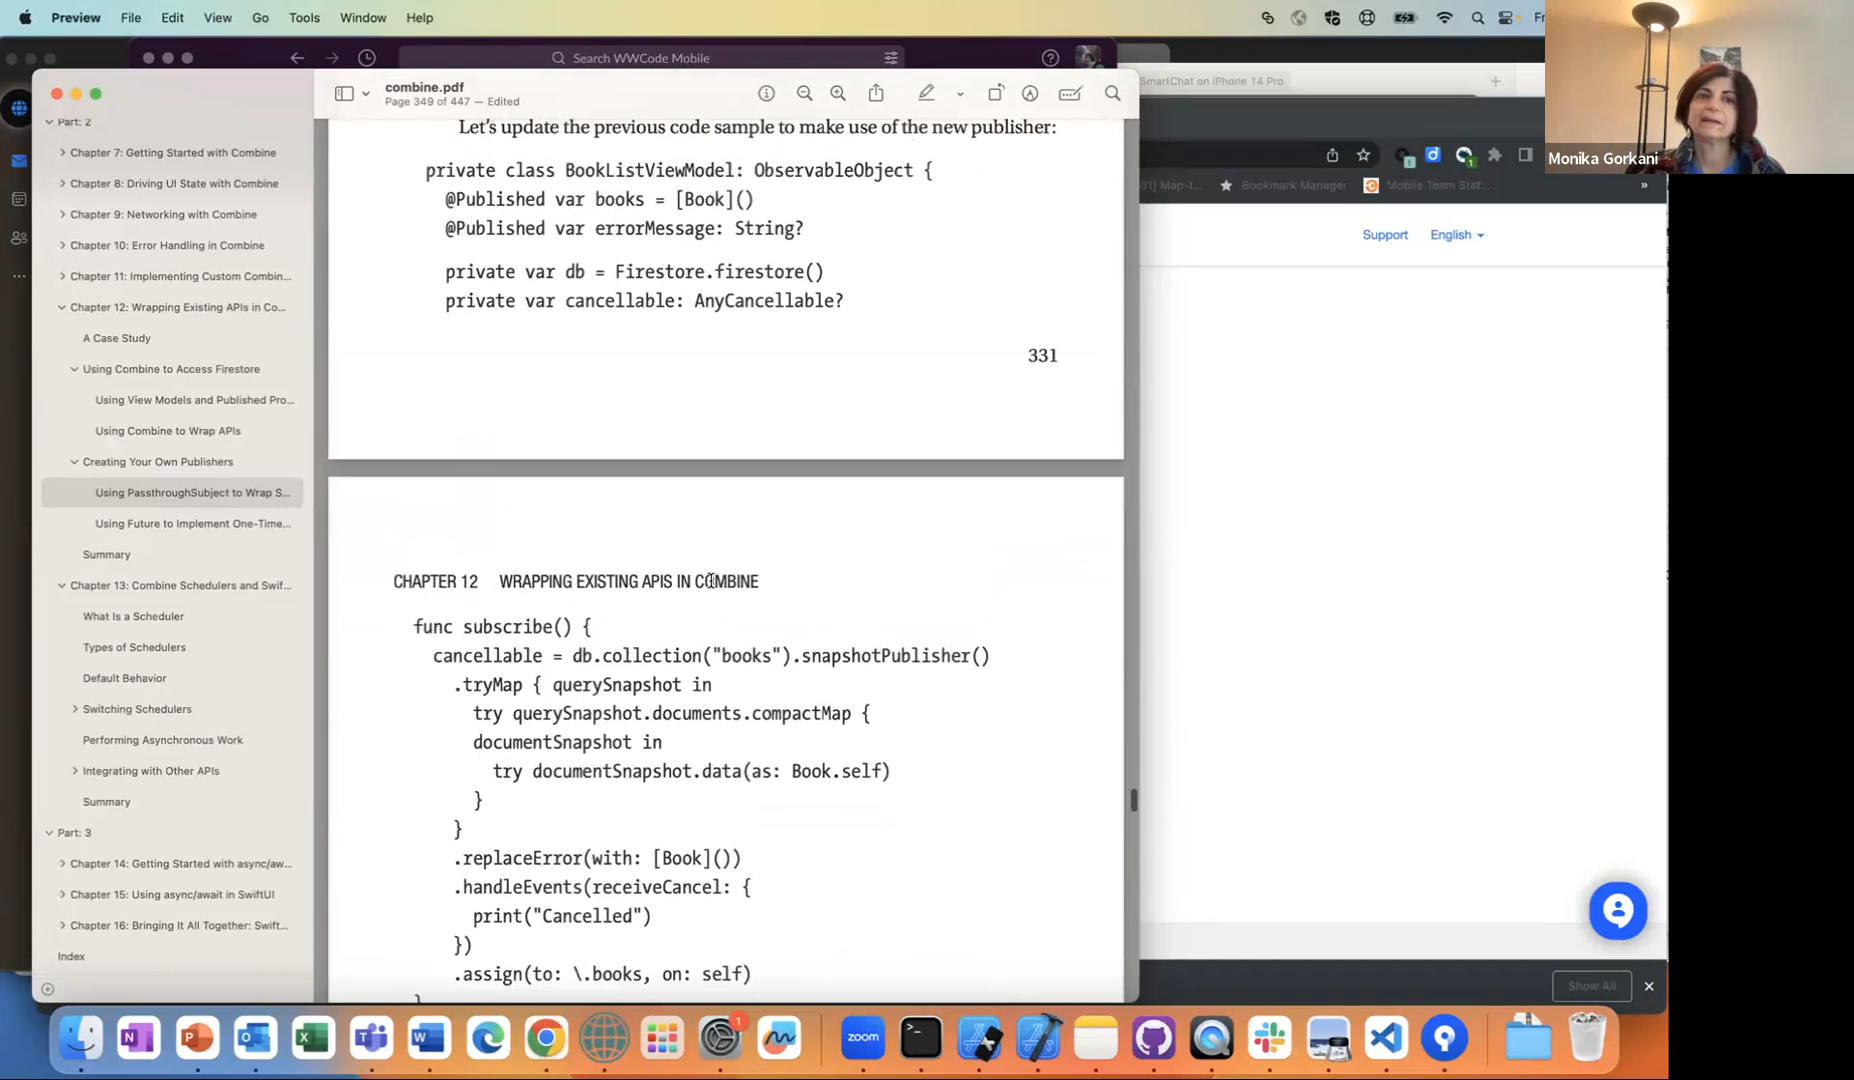 Preview File Edit View Go Tools Window Help
Search WWCode Mobile
SmartChat on iPhone 14 Pro
combine.pdf
Page 349 of 447 — Edited
Part: 2
Chapter 7: Getting Started with Combine
Chapter 8: Driving UI State with Combine
Chapter 9: Networking with Combine
Chapter 10: Error Handling in Combine
Chapter 11: Implementing Custom Combin...
Chapter 12: Wrapping Existing APIs in Co...
A Case Study
Using Combine to Access Firestore
Using View Models and Published Pro...
Using Combine to Wrap APIs
Creating Your Own Publishers
Using PassthroughSubject to Wrap S...
Using Future to Implement One-Time...
Summary
Chapter 13: Combine Schedulers and Swif...
What Is a Scheduler
Types of Schedulers
Default Behavior
Switching Schedulers
Performing Asynchronous Work
Integrating with Other APIs
Summary
Part: 3
Chapter 14: Getting Started with async/aw...
Chapter 15: Using async/await in SwiftUI
Chapter 16: Bringing It All Together: Swift...
Index
Let's update the previous code sample to make use of the new publisher:
private class BookListViewModel: ObservableObject {
@Published var books = [Book]()
@Published var errorMessage: String?
private var db = Firestore.firestore()
private var cancellable: AnyCancellable?
331
CHAPTER 12 WRAPPING EXISTING APIS IN COMBINE
func subscribe() {
cancellable = db.collection("books").snapshotPublisher()
.tryMap { querySnapshot in
try querySnapshot.documents.compactMap {
documentSnapshot in
try documentSnapshot.data(as: Book.self)
}
}
.replaceError(with: [Book]())
.handleEvents(receiveCancel: {
print("Cancelled")
})
.assign(to: \.books, on: self)
Monika Gorkani
Bookmark Manager
Mobile Team Stat...
Support English
Show All
zoom